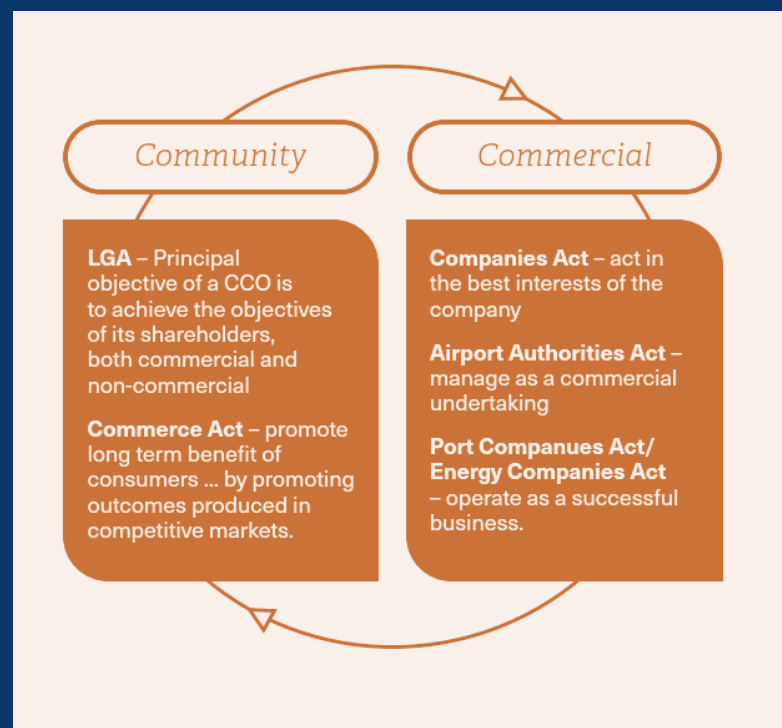 Community
LGA – Principal
objective of a CCO is
to achieve the objectives
of its shareholders,
both commercial and
non-commercial
Commerce Act – promote
long term benefit of
consumers ... by promoting
outcomes produced in
competitive markets.
Commercial
Companies Act – act in
the best interests of the
company
Airport Authorities Act –
manage as a commercial
undertaking
Port Companues Act/
Energy Companies Act
– operate as a successful
business.